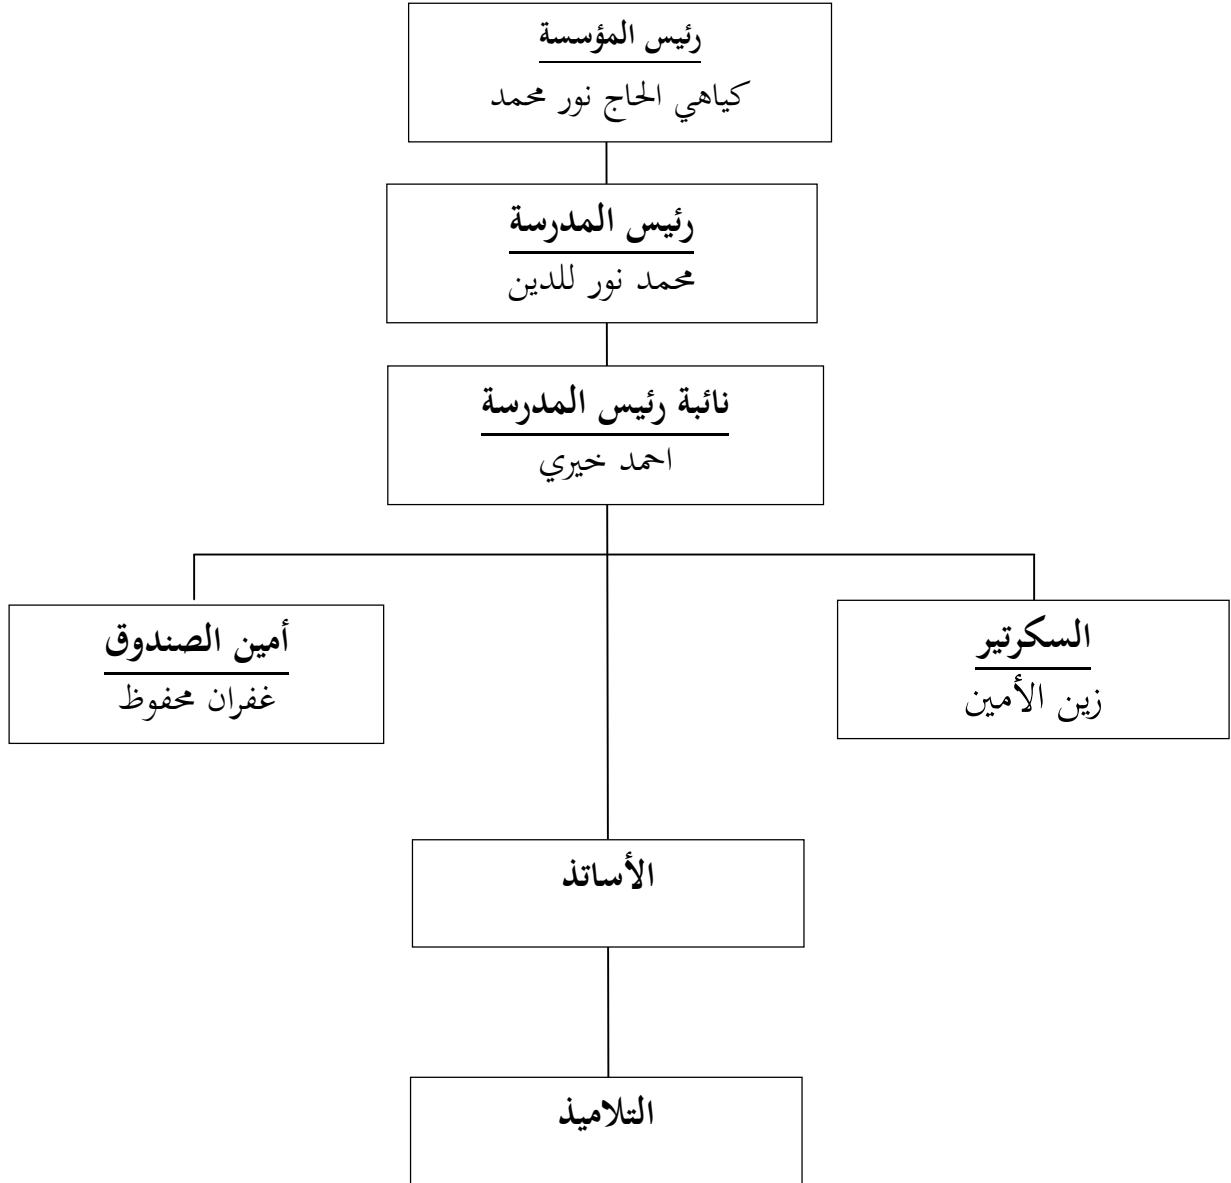 رئيس المؤسسة
كياهي الحاج نور محمد
رئيس المدرسة
محمد نور للدين
نائبة رئيس المدرسة
احمد خيري
السكرتير
زين الأمين
أمين الصندوق
غفران محفوظ
الأساتذ
التلاميذ